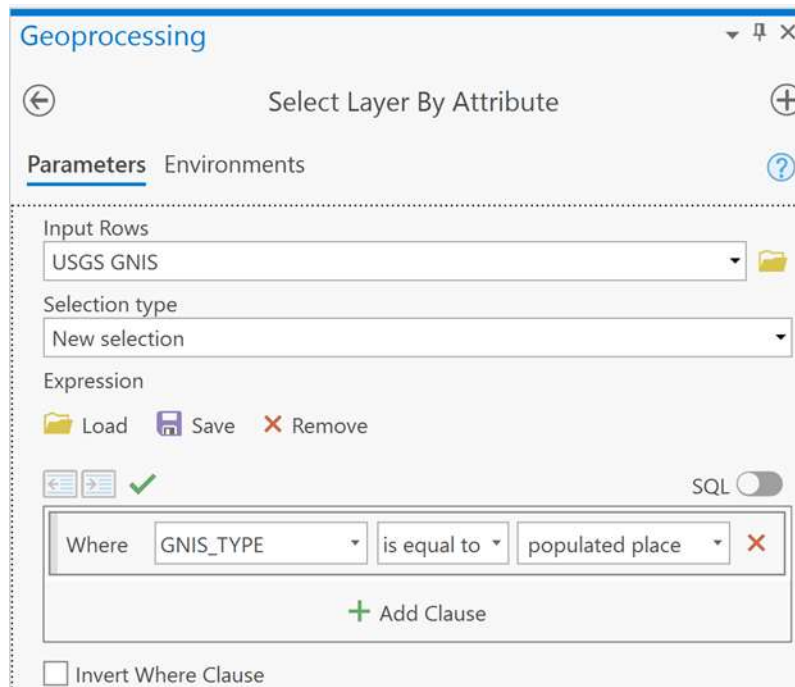 Geoprocessing
Select Layer By Attribute
Parameters Environments
Input Rows
USGS GNIS
Selection type
New selection
Expression
Load Save Remove
SQL
Where GNIS_TYPE is equal to populated place
Add Clause
Invert Where Clause